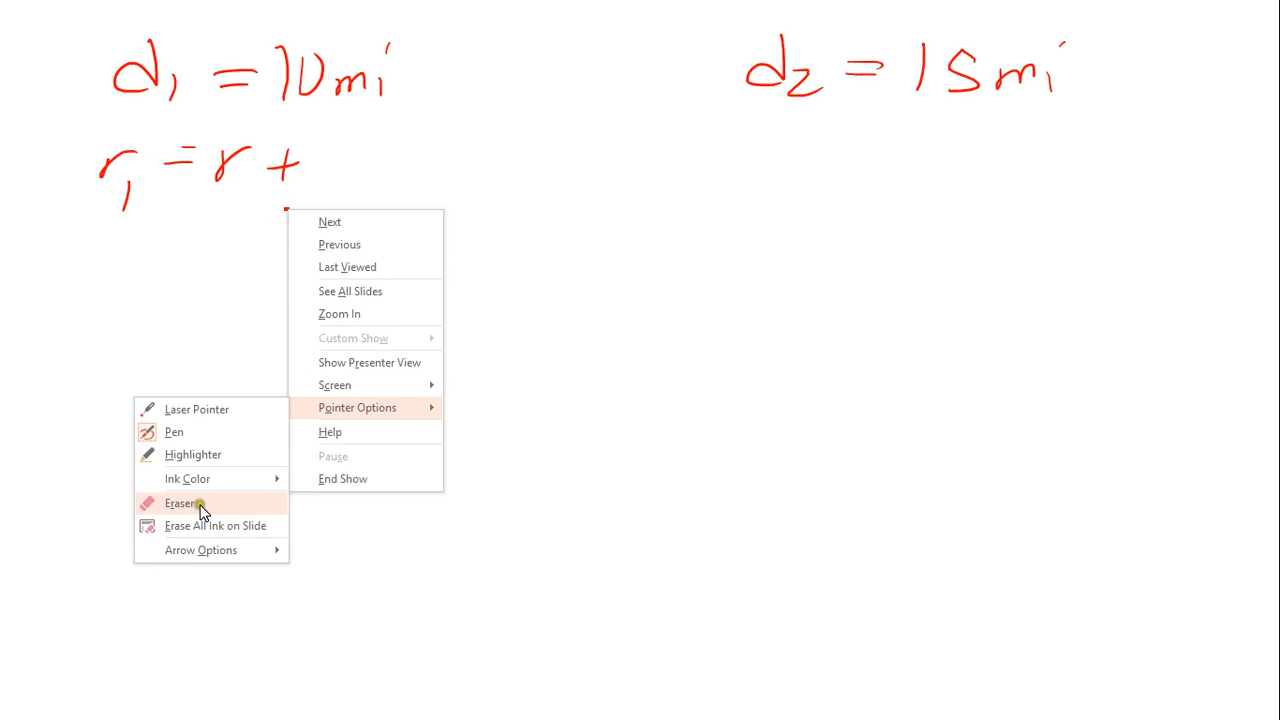 d₁ = 10mi
d₂ = 15mi
r₁ = r +
Next
Previous
Last Viewed
See All Slides
Zoom In
Custom Show
Show Presenter View
Screen
Pointer Options
Help
Pause
End Show
Laser Pointer
Pen
Highlighter
Ink Color
Eraser
Erase All Ink on Slide
Arrow Options